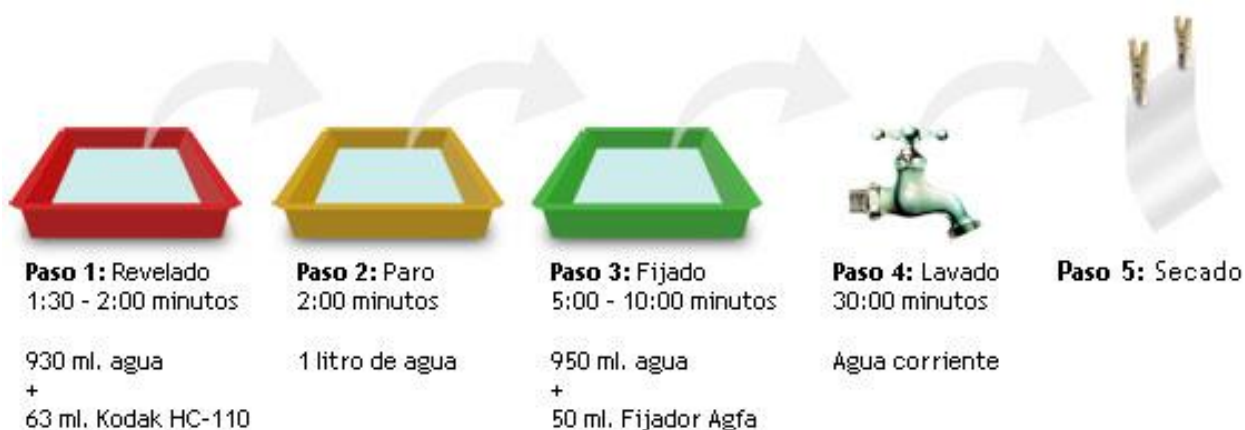 Paso 1: Revelado
1:30 - 2:00 minutos
930 ml. agua
+
63 ml. Kodak HC-110
Paso 2: Paro
2:00 minutos
1 litro de agua
Paso 3: Fijado
5:00 - 10:00 minutos
950 ml. agua
+
50 ml. Fijador Agfa
Paso 4: Lavado
30:00 minutos
Agua corriente
Paso 5: Secado